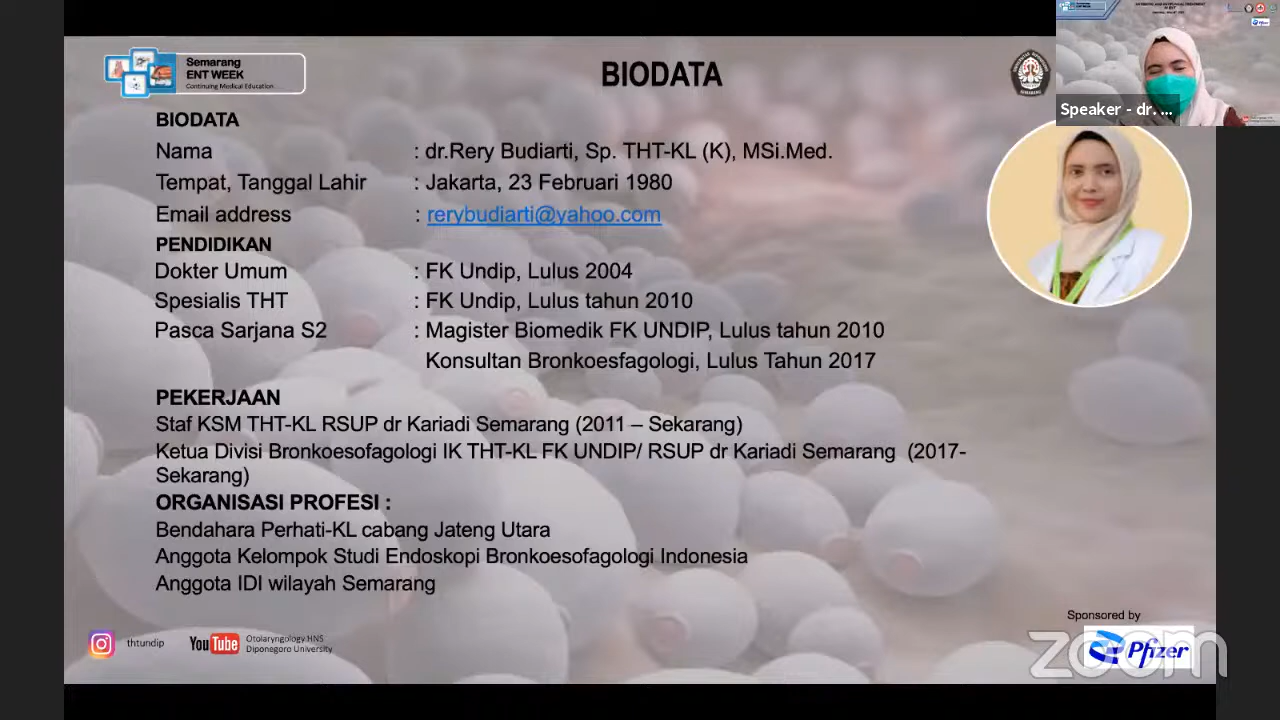 Semarang
ENT WEEK
Continuing Medical Education
BIODATA
Speaker - dr. ...
BIODATA
Nama : dr.Rery Budiarti, Sp. THT-KL (K), MSi.Med.
Tempat, Tanggal Lahir : Jakarta, 23 Februari 1980
Email address : rerybudiarti@yahoo.com
PENDIDIKAN
Dokter Umum : FK Undip, Lulus 2004
Spesialis THT : FK Undip, Lulus tahun 2010
Pasca Sarjana S2 : Magister Biomedik FK UNDIP, Lulus tahun 2010
Konsultan Bronkoesfagologi, Lulus Tahun 2017
PEKERJAAN
Staf KSM THT-KL RSUP dr Kariadi Semarang (2011 – Sekarang)
Ketua Divisi Bronkoesofagologi IK THT-KL FK UNDIP/ RSUP dr Kariadi Semarang (2017-
Sekarang)
ORGANISASI PROFESI :
Bendahara Perhati-KL cabang Jateng Utara
Anggota Kelompok Studi Endoskopi Bronkoesofagologi Indonesia
Anggota IDI wilayah Semarang
thtundip
YouTube
Otolaryngology HNS
Diponegoro University
Sponsored by
Pfizer
zoom